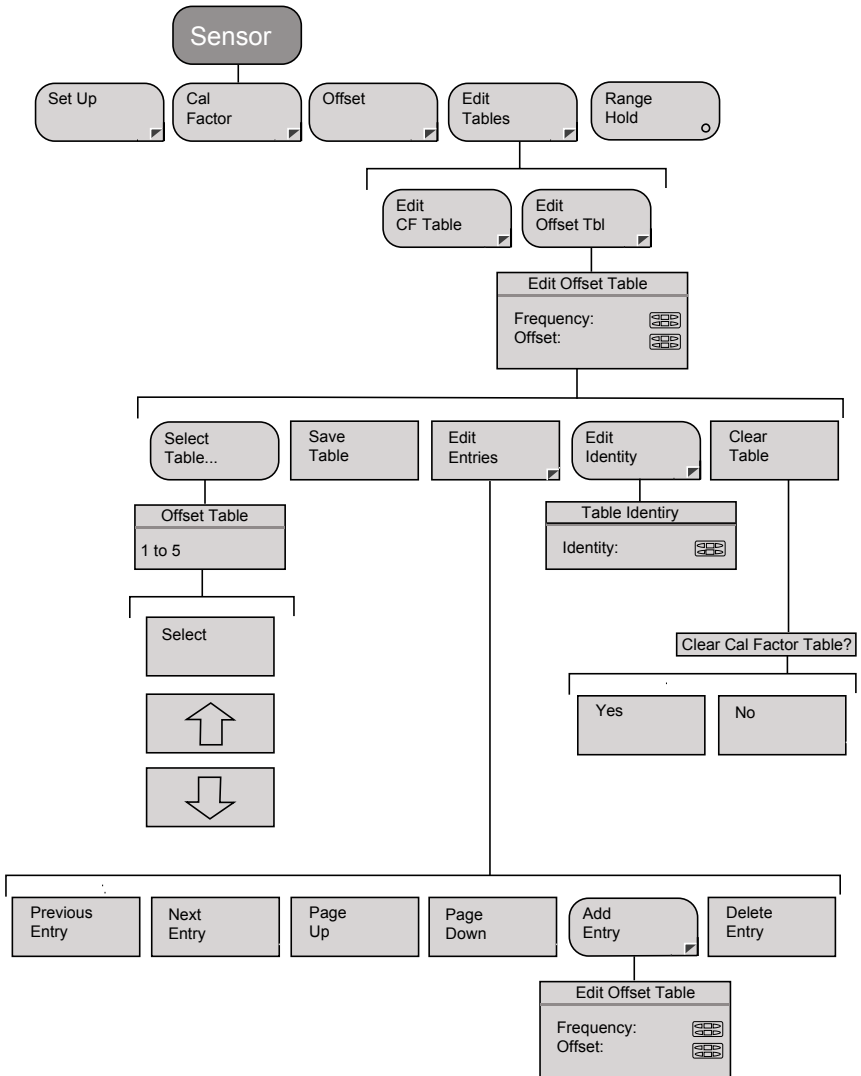 Sensor
Set Up
Cal
Factor
Offset
Edit
Tables
Range
Hold
Edit
CF Table
Edit
Offset Tbl
Edit Offset Table
Frequency:
Offset:
Select
Table...
Save
Table
Edit
Entries
Edit
Identity
Clear
Table
Offset Table
1 to 5
Table Identiry
Identity:
Select
Clear Cal Factor Table?
Yes
No
Previous
Entry
Next
Entry
Page
Up
Page
Down
Add
Entry
Delete
Entry
Edit Offset Table
Frequency:
Offset: